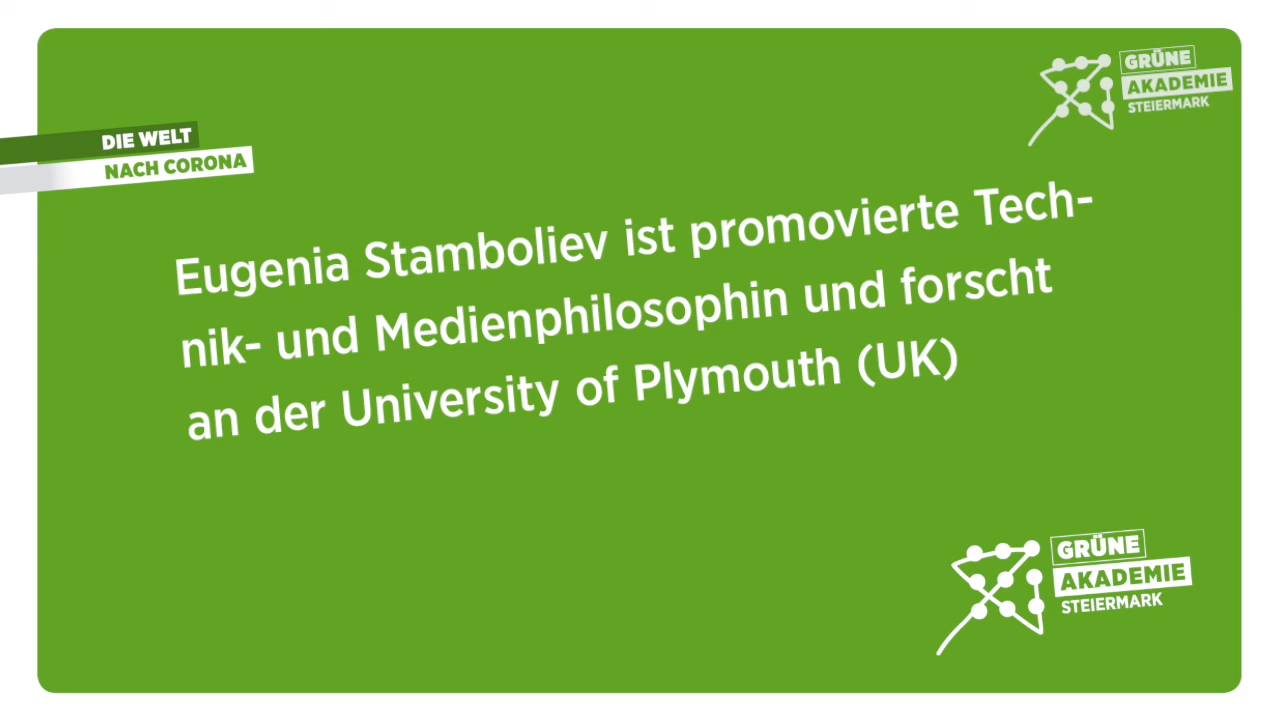 GRÜNE
AKADEMIE
STEIERMARK
DIE WELT
NACH CORONA
Eugenia Stamboliev ist promovierte Tech-
nik- und Medienphilosophin und forscht
an der University of Plymouth (UK)
GRÜNE
AKADEMIE
STEIERMARK